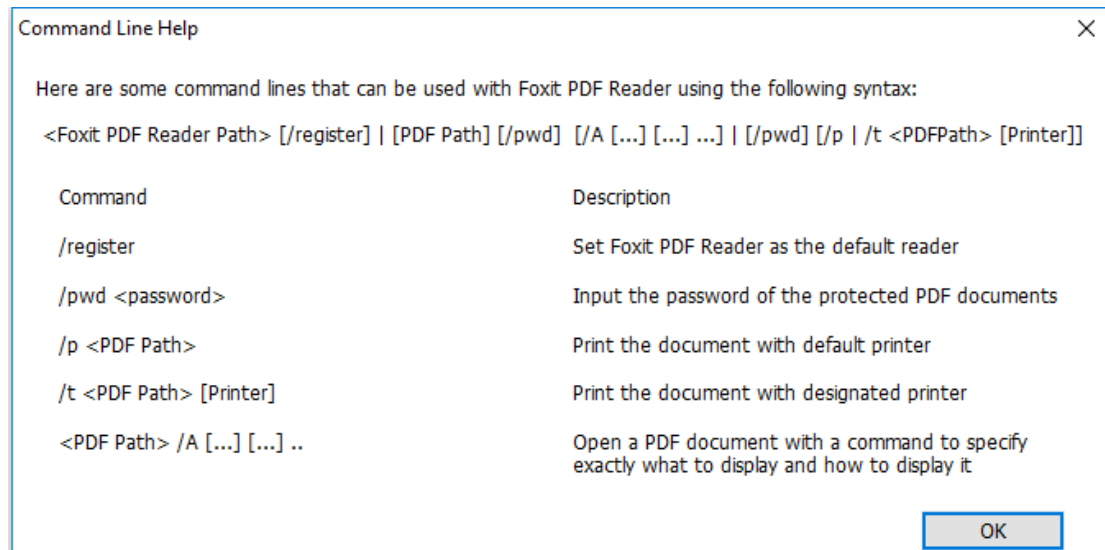 Command Line Help
Here are some command lines that can be used with Foxit PDF Reader using the following syntax:
<Foxit PDF Reader Path> [/register] | [PDF Path] [/pwd]  [/A [...] [...] ...] | [/pwd] [/p | /t <PDFPath> [Printer]]
Command Description
/register Set Foxit PDF Reader as the default reader
/pwd <password> Input the password of the protected PDF documents
/p <PDF Path> Print the document with default printer
/t <PDF Path> [Printer] Print the document with designated printer
<PDF Path> /A [...] [...] .. Open a PDF document with a command to specify
exactly what to display and how to display it
OK